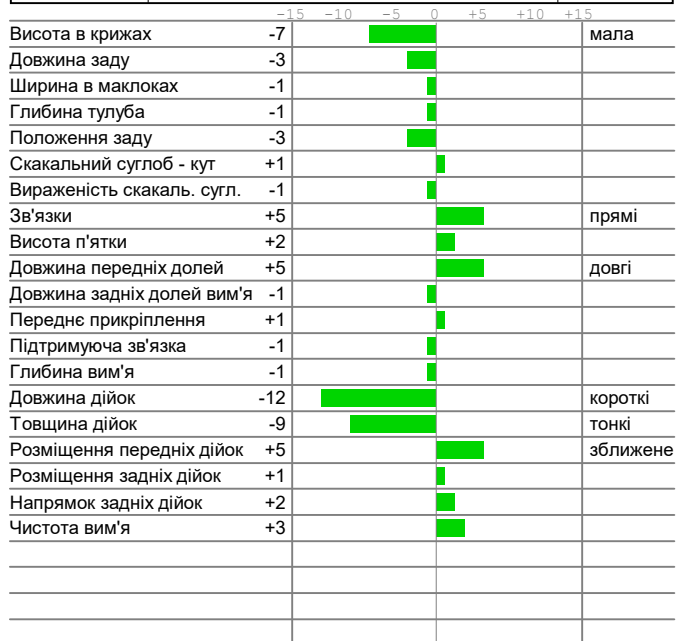 -15 -10 -5 0 +5 +10 +15
Висота в крижах -7 мала
Довжина заду -3
Ширина в маклоках -1
Глибина тулуба -1
Положення заду -3
Скакальний суглоб - кут +1
Вираженість скакаль. сугл. -1
Зв'язки +5 прямі
Висота п'ятки +2
Довжина передніх долей +5 довгі
Довжина задніх долей вим'я -1
Переднє прикріплення +1
Підтримуюча зв'язка -1
Глибина вим'я -1
Довжина дійок -12 короткі
Товщина дійок -9 тонкі
Розміщення передніх дійок +5 зближене
Розміщення задніх дійок +1
Напрямок задніх дійок +2
Чистота вим'я +3